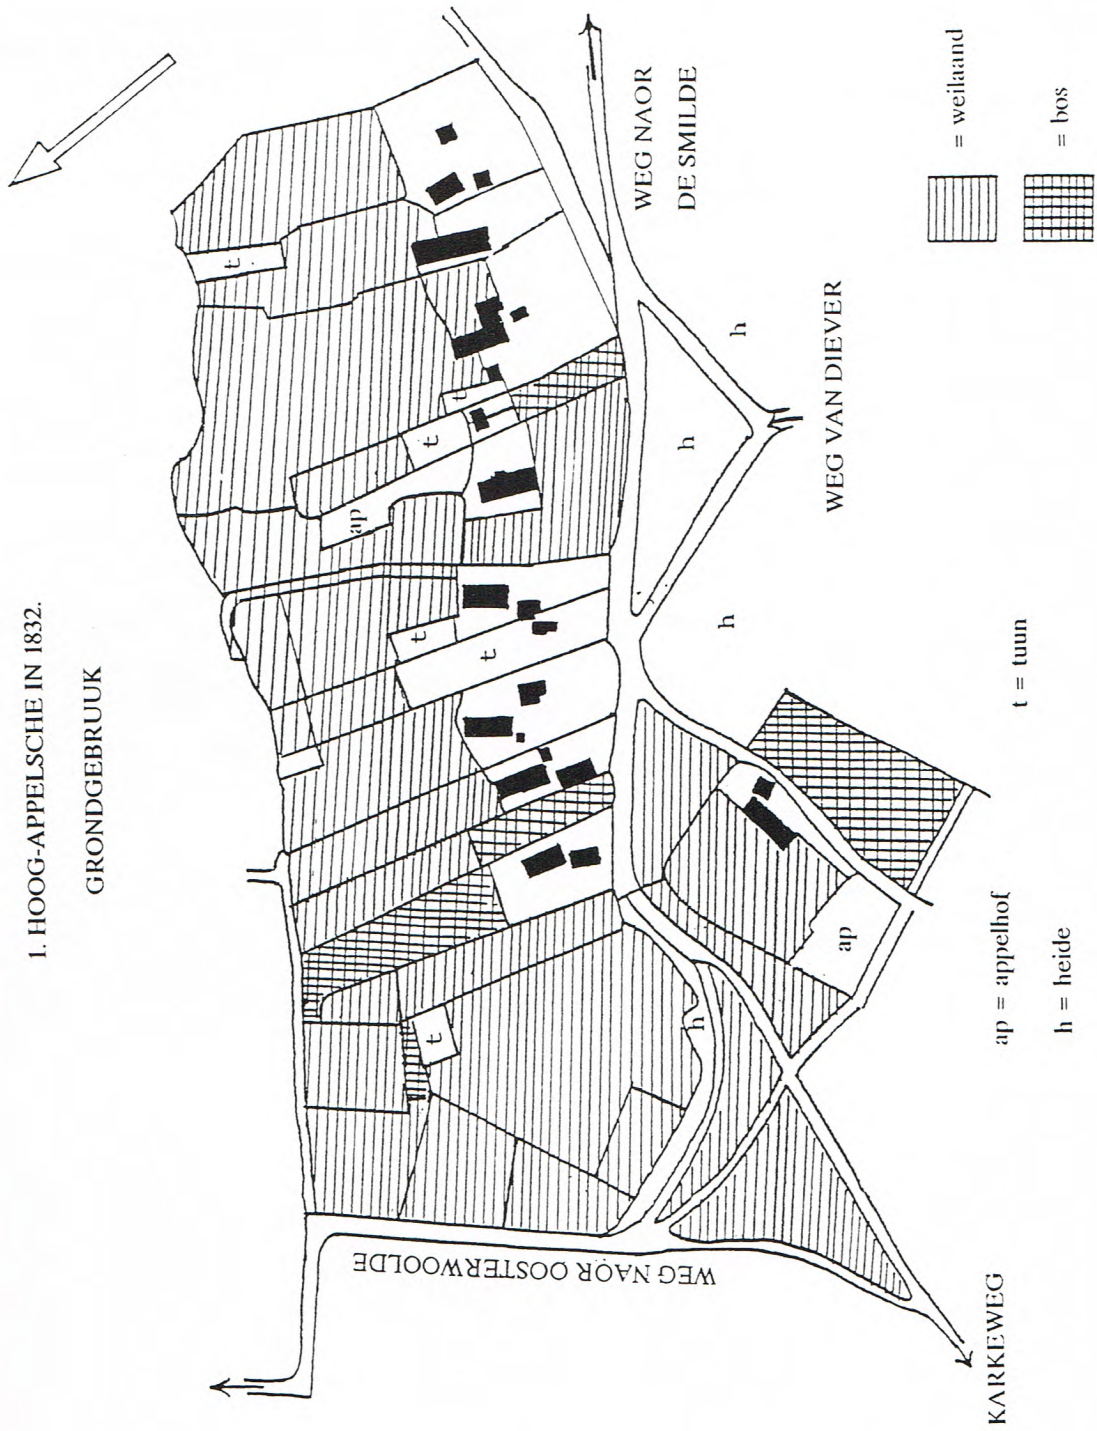 1. HOOG-APPELSCHE IN 1832.
GRONDGEBRUUK
t
t
t
ap
t
t
t
ap
h
h
h
h
WEG NAOR
DE SMILDE
WEG VAN DIEVER
WEG NAOR OOSTERWOOLDE
KARKEWEG
= weilaand
= bos
ap = appelhof
t = tuun
h = heide